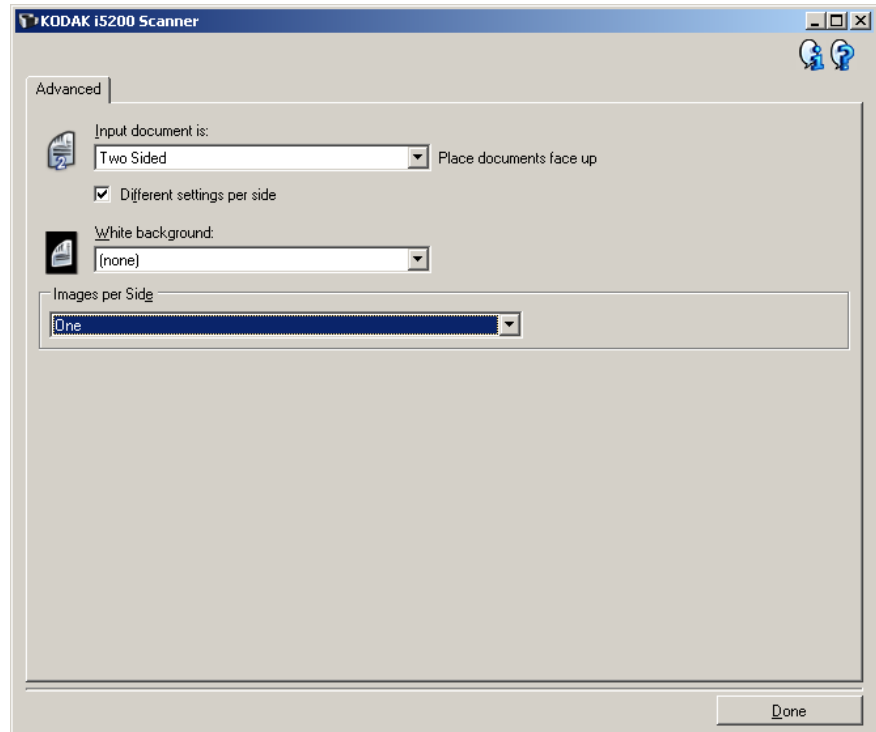 KODAK i5200 Scanner
Advanced
Input document is:
2
Two Sided
Place documents face up
Different settings per side
White background:
(none)
Images per Side
One
Done